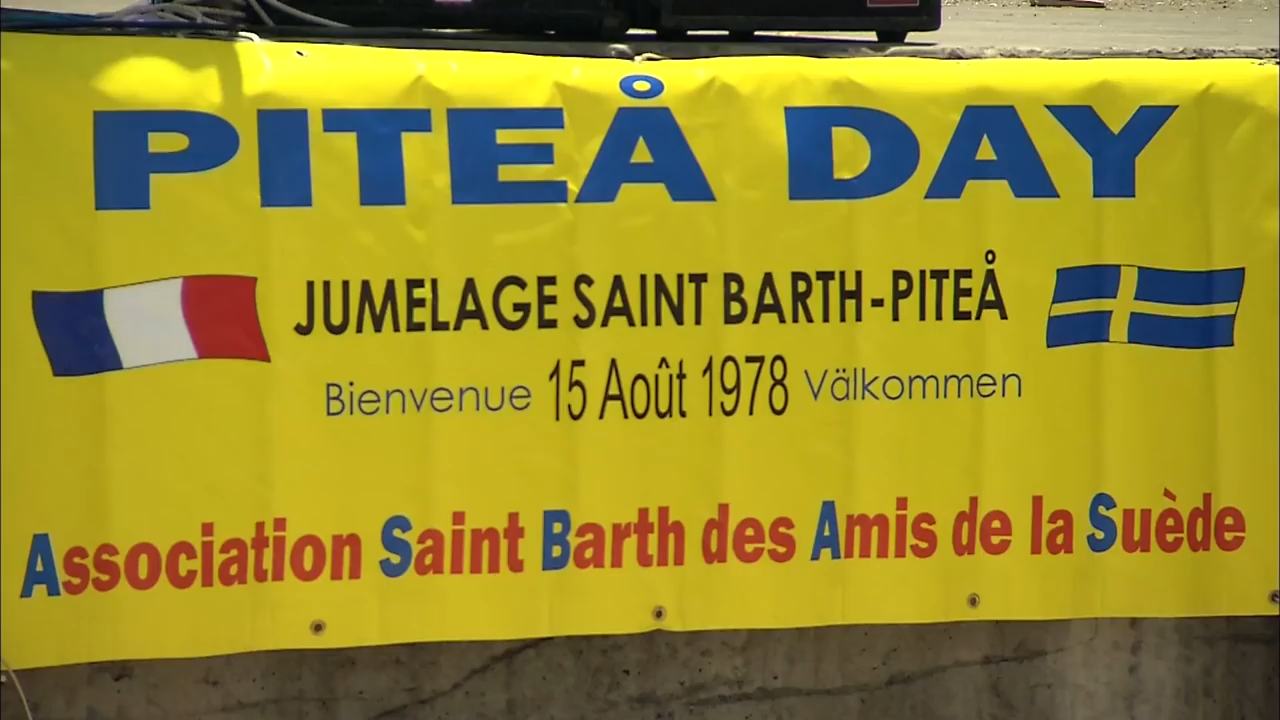 PITEÅ DAY
JUMELAGE SAINT BARTH-PITEÅ
Bienvenue 15 Août 1978 Välkommen
Association Saint Barth des Amis de la Suède